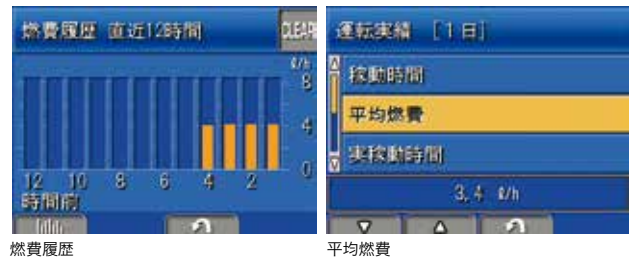 燃費履歴 直近12時間
CLEAR
ℓ/h
8
4
0
12 10 8 6 4 2
時間前
燃費履歴
運転実績 [1日]
稼動時間
平均燃費
実稼動時間
3,4 ℓ/h
平均燃費